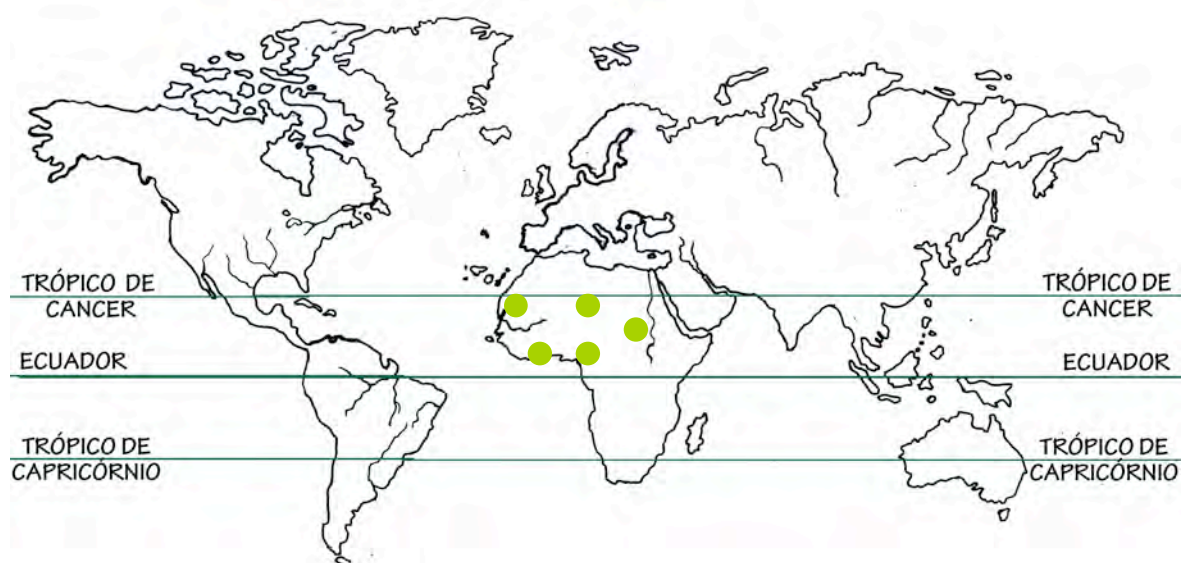 TRÓPICO DE
CANCER
TRÓPICO DE
CANCER
ECUADOR
ECUADOR
TRÓPICO DE
CAPRICÓRNIO
TRÓPICO DE
CAPRICÓRNIO